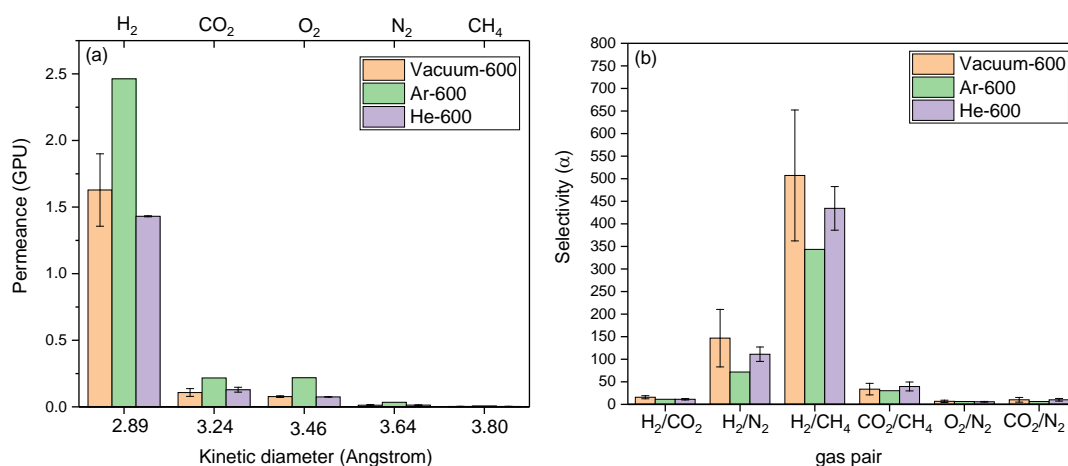 H₂ CO₂ O₂ N₂ CH₄
(a)
Vacuum-600
Ar-600
He-600
2.5
2.0
1.5
1.0
0.5
0.0
Permeance (GPU)
2.89 3.24 3.46 3.64 3.80
Kinetic diameter (Angstrom)
(b)
Vacuum-600
Ar-600
He-600
800
750
700
650
600
550
500
450
400
350
300
250
200
150
100
50
0
Selectivity (α)
H₂/CO₂ H₂/N₂ H₂/CH₄ CO₂/CH₄ O₂/N₂ CO₂/N₂
gas pair